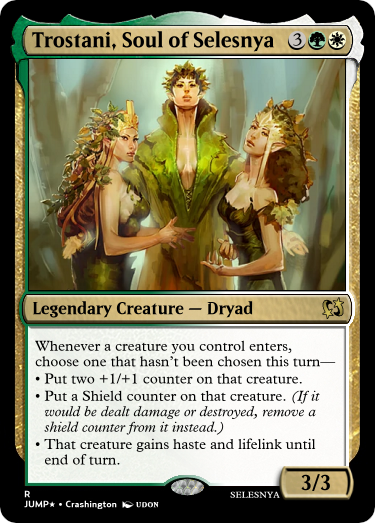 Trostani, Soul of Selesnya 3
Legendary Creature — Dryad
Whenever a creature you control enters,
choose one that hasn't been chosen this turn—
• Put two +1/+1 counter on that creature.
• Put a Shield counter on that creature. (If it
would be dealt damage or destroyed, remove a
shield counter from it instead.)
• That creature gains haste and lifelink until
end of turn.
3/3
R
JUMP★ • Crashington UDON
SELESNYA